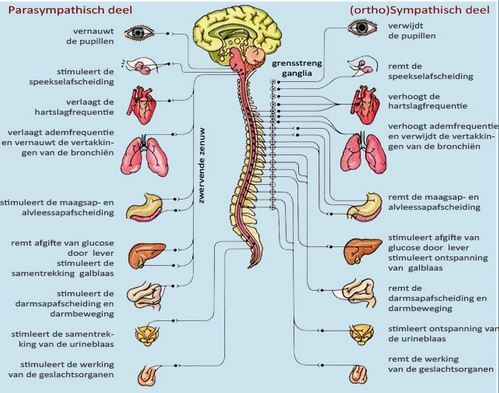 Parasympathisch deel
vernauwt
de pupillen
stimuleert de
speekselafscheiding
verlaagt de
hartslagfrequentie
verlaagt ademfrequentie
en vernauwt de vertakkin-
gen van de bronchiën
stimuleert de maagsap- en
alvleessapafscheiding
remt afgifte van glucose
door lever
stimuleert de
samentrekking galblaas
stimuleert de
darmsapafscheiding en
darmbeweging
stimleert de samentrek-
king van de urineblaas
stimuleert de werking
van de geslachtsorganen
zwervende zenuw
grensstreng
ganglia
(ortho)Sympathisch deel
verwijdt
de pupillen
remt de
speekselafscheiding
verhoogt de
hartslagfrequentie
verhoogt ademfrequentie
en verwijdt de vertakkin-
gen van de bronchiën
remt de maagsap- en
alvleessapafscheiding
stimuleert afgifte van
glucose door lever
stimuleert ontspanning
van galblaas
remt de
darmsapafscheiding en
darmbeweging
stimleert ontspanning van
de urineblaas
remt de werking
van de geslachtsorganen